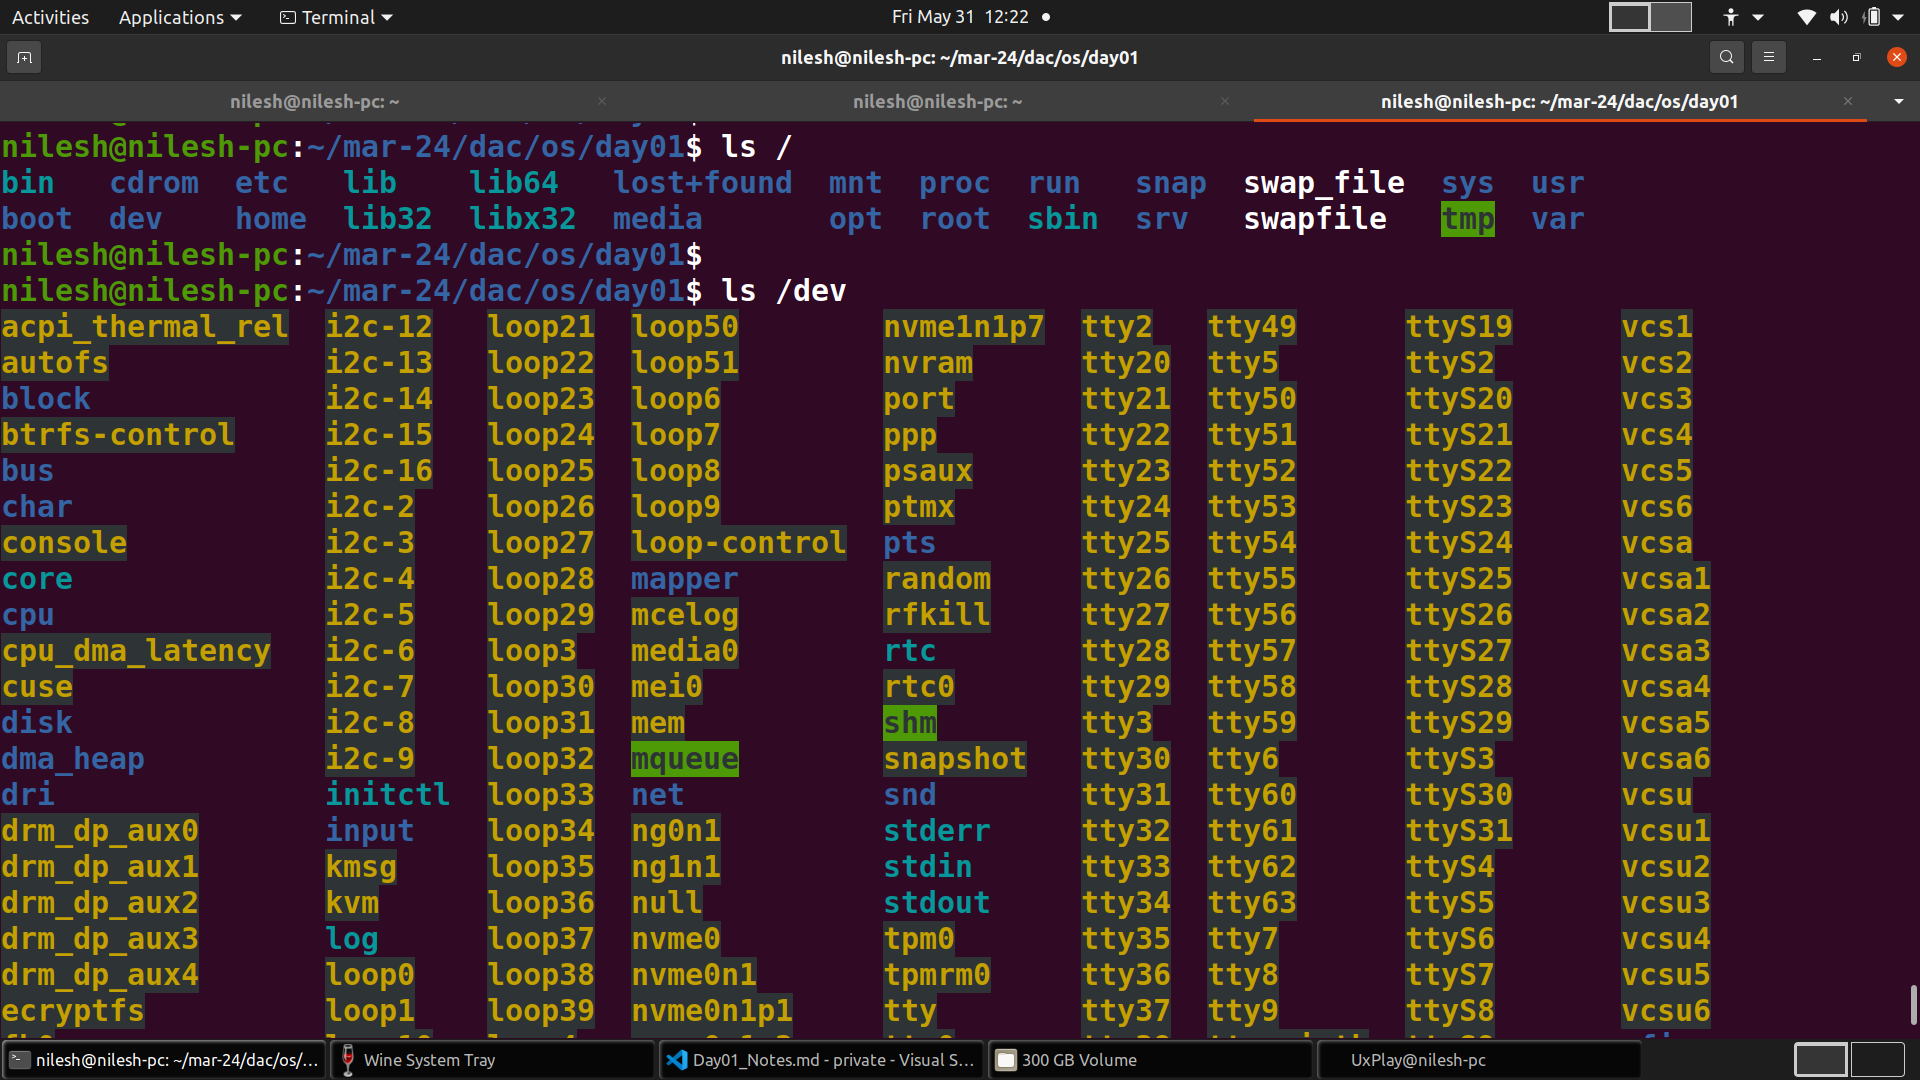 Activities Applications Terminal Fri May 31 12:22
nilesh@nilesh-pc: ~/mar-24/dac/os/day01
nilesh@nilesh-pc: ~ nilesh@nilesh-pc: ~ nilesh@nilesh-pc: ~/mar-24/dac/os/day01
nilesh@nilesh-pc:~/mar-24/dac/os/day01$ ls /
bin cdrom etc lib lib64 lost+found mnt proc run snap swap_file sys usr
boot dev home lib32 libx32 media opt root sbin srv swapfile tmp var
nilesh@nilesh-pc:~/mar-24/dac/os/day01$
nilesh@nilesh-pc:~/mar-24/dac/os/day01$ ls /dev
acpi_thermal_rel i2c-12 loop21 loop50 nvme1n1p7 tty2 tty49 ttyS19 vcs1
autofs i2c-13 loop22 loop51 nvram tty20 tty5 ttyS2 vcs2
block i2c-14 loop23 loop6 port tty21 tty50 ttyS20 vcs3
btrfs-control i2c-15 loop24 loop7 ppp tty22 tty51 ttyS21 vcs4
bus i2c-16 loop25 loop8 psaux tty23 tty52 ttyS22 vcs5
char i2c-2 loop26 loop9 ptmx tty24 tty53 ttyS23 vcs6
console i2c-3 loop27 loop-control pts tty25 tty54 ttyS24 vcsa
core i2c-4 loop28 mapper random tty26 tty55 ttyS25 vcsa1
cpu i2c-5 loop29 mcelog rfkill tty27 tty56 ttyS26 vcsa2
cpu_dma_latency i2c-6 loop3 media0 rtc tty28 tty57 ttyS27 vcsa3
cuse i2c-7 loop30 mei0 rtc0 tty29 tty58 ttyS28 vcsa4
disk i2c-8 loop31 mem shm tty3 tty59 ttyS29 vcsa5
dma_heap i2c-9 loop32 mqueue snapshot tty30 tty6 ttyS3 vcsa6
dri initctl loop33 net snd tty31 tty60 ttyS30 vcsu
drm_dp_aux0 input loop34 ng0n1 stderr tty32 tty61 ttyS31 vcsu1
drm_dp_aux1 kmsg loop35 ng1n1 stdin tty33 tty62 ttyS4 vcsu2
drm_dp_aux2 kvm loop36 null stdout tty34 tty63 ttyS5 vcsu3
drm_dp_aux3 log loop37 nvme0 tpm0 tty35 tty7 ttyS6 vcsu4
drm_dp_aux4 loop0 loop38 nvme0n1 tpmrm0 tty36 tty8 ttyS7 vcsu5
ecryptfs loop1 loop39 nvme0n1p1 tty tty37 tty9 ttyS8 vcsu6
nilesh@nilesh-pc: ~/mar-24/dac/os/... Wine System Tray Day01_Notes.md - private - Visual S... 300 GB Volume UxPlay@nilesh-pc